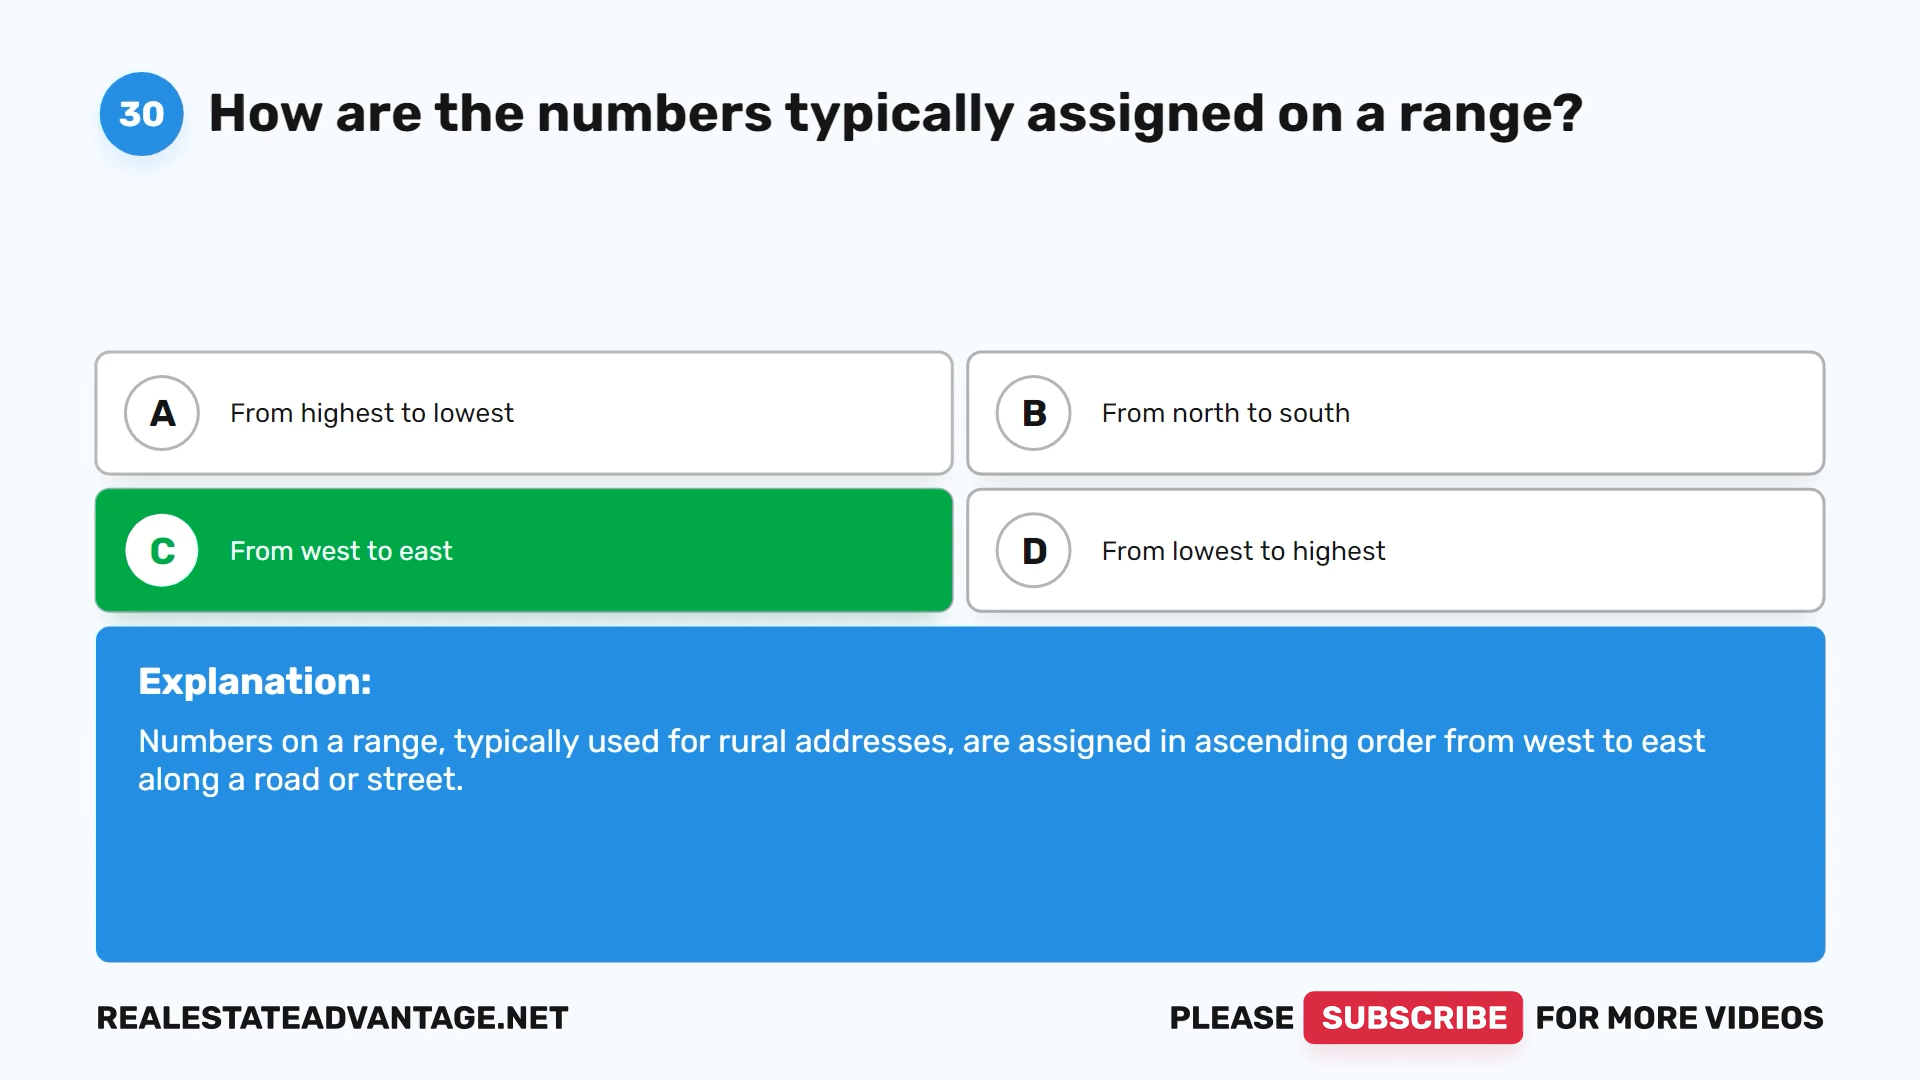 30 How are the numbers typically assigned on a range?
A From highest to lowest
B From north to south
C From west to east
D From lowest to highest
Explanation:
Numbers on a range, typically used for rural addresses, are assigned in ascending order from west to east
along a road or street.
REALESTATEADVANTAGE.NET
PLEASE SUBSCRIBE FOR MORE VIDEOS